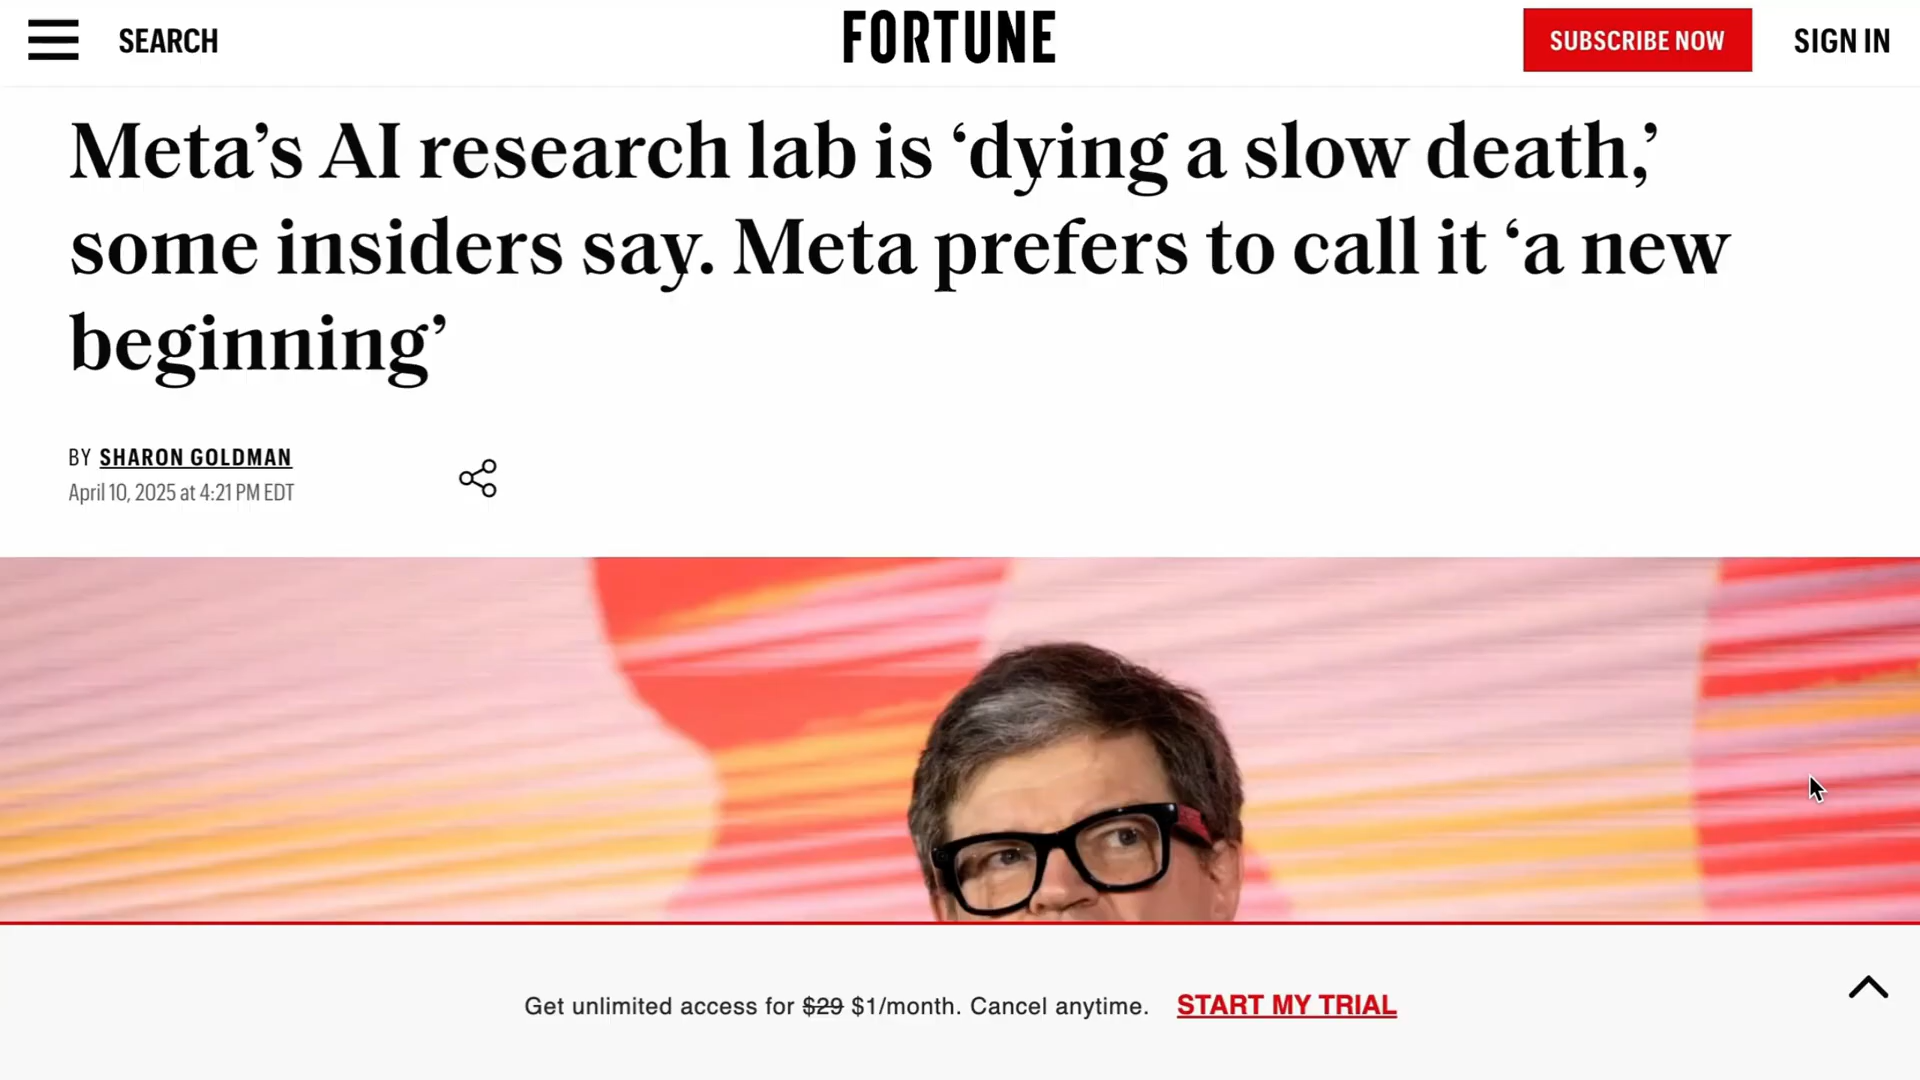 SEARCH
FORTUNE
SUBSCRIBE NOW
SIGN IN
Meta’s AI research lab is ‘dying a slow death,’
some insiders say. Meta prefers to call it ‘a new
beginning’
BY SHARON GOLDMAN
April 10, 2025 at 4:21 PM EDT
Get unlimited access for $29 $1/month. Cancel anytime. START MY TRIAL